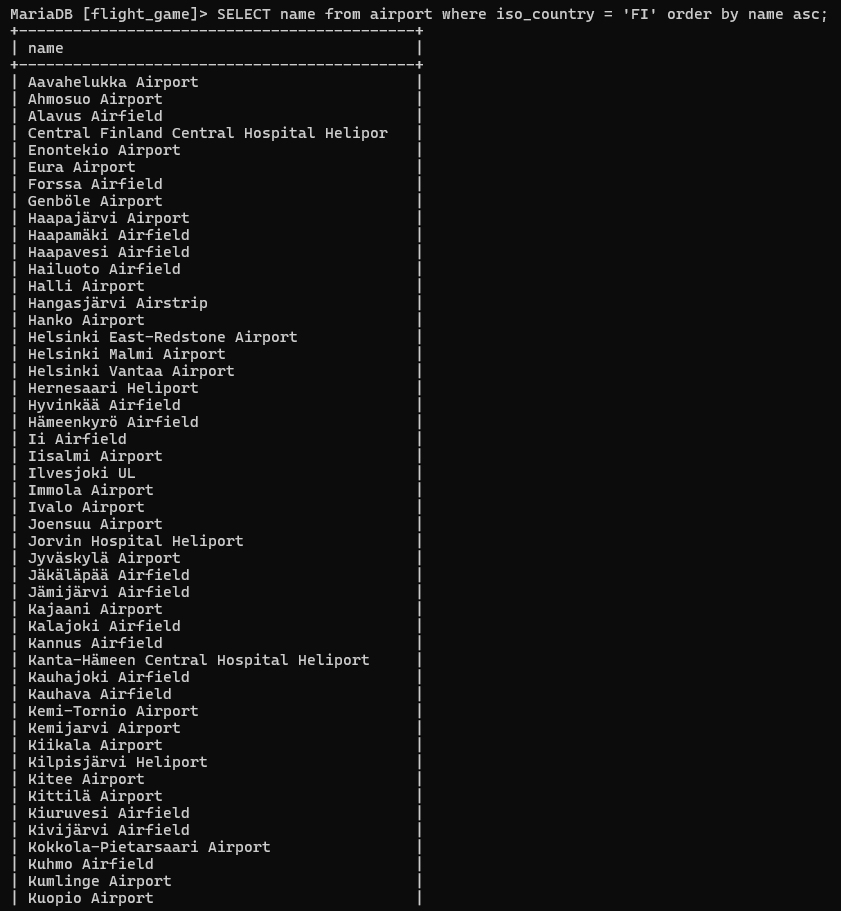 MariaDB [flight_game]> SELECT name from airport where iso_country = 'FI' order by name asc;
+--------------------------------------------+
| name                                       |
+--------------------------------------------+
| Aavahelukka Airport                        |
| Ahmosuo Airport                            |
| Alavus Airfield                            |
| Central Finland Central Hospital Helipor   |
| Enontekio Airport                          |
| Eura Airport                               |
| Forssa Airfield                            |
| Genböle Airport                            |
| Haapajärvi Airport                         |
| Haapamäki Airfield                         |
| Haapavesi Airfield                         |
| Hailuoto Airfield                          |
| Halli Airport                              |
| Hangasjärvi Airstrip                       |
| Hanko Airport                              |
| Helsinki East-Redstone Airport             |
| Helsinki Malmi Airport                     |
| Helsinki Vantaa Airport                    |
| Hernesaari Heliport                        |
| Hyvinkää Airfield                          |
| Hämeenkyrö Airfield                        |
| Ii Airfield                                |
| Iisalmi Airport                            |
| Ilvesjoki UL                               |
| Immola Airport                             |
| Ivalo Airport                              |
| Joensuu Airport                            |
| Jorvin Hospital Heliport                   |
| Jyväskylä Airport                          |
| Jäkäläpää Airfield                         |
| Jämijärvi Airfield                         |
| Kajaani Airport                            |
| Kalajoki Airfield                          |
| Kannus Airfield                            |
| Kanta-Hämeen Central Hospital Heliport     |
| Kauhajoki Airfield                         |
| Kauhava Airfield                           |
| Kemi-Tornio Airport                        |
| Kemijarvi Airport                          |
| Kiikala Airport                            |
| Kilpisjärvi Heliport                       |
| Kitee Airport                              |
| Kittilä Airport                            |
| Kiuruvesi Airfield                         |
| Kivijärvi Airfield                         |
| Kokkola-Pietarsaari Airport                |
| Kuhmo Airfield                             |
| Kumlinge Airport                           |
| Kuopio Airport                             |